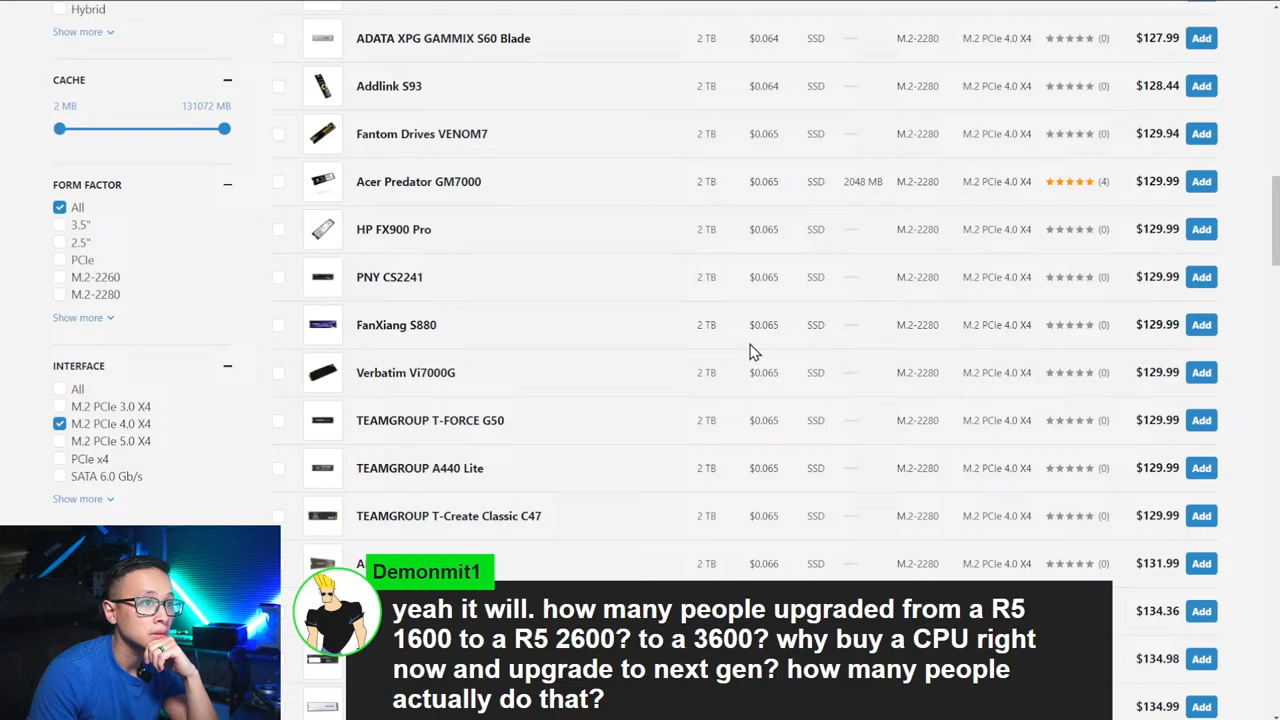 Hybrid
Show more
CACHE
2 MB 131072 MB
FORM FACTOR
All
3.5"
2.5"
PCIe
M.2-2260
M.2-2280
Show more
INTERFACE
All
M.2 PCIe 3.0 X4
M.2 PCIe 4.0 X4
M.2 PCIe 5.0 X4
PCIe x4
SATA 6.0 Gb/s
Show more
ADATA XPG GAMMIX S60 Blade 2 TB $0.064 SSD M.2-2280 M.2 PCIe 4.0 X4 (0) $127.99 Add
Addlink S93 2 TB $0.064 SSD M.2-2280 M.2 PCIe 4.0 X4 (0) $128.44 Add
Fantom Drives VENOM7 2 TB $0.065 SSD M.2-2280 M.2 PCIe 4.0 X4 (0) $129.94 Add
Acer Predator GM7000 2 TB $0.065 SSD 2048 MB M.2-2280 M.2 PCIe 4.0 X4 (4) $129.99 Add
HP FX900 Pro 2 TB $0.065 SSD M.2-2280 M.2 PCIe 4.0 X4 (0) $129.99 Add
PNY CS2241 2 TB $0.065 SSD M.2-2280 M.2 PCIe 4.0 X4 (0) $129.99 Add
FanXiang S880 2 TB $0.065 SSD M.2-2280 M.2 PCIe 4.0 X4 (0) $129.99 Add
Verbatim Vi7000G 2 TB $0.065 SSD M.2-2280 M.2 PCIe 4.0 X4 (0) $129.99 Add
TEAMGROUP T-FORCE G50 2 TB $0.065 SSD M.2-2280 M.2 PCIe 4.0 X4 (0) $129.99 Add
TEAMGROUP A440 Lite 2 TB $0.065 SSD M.2-2280 M.2 PCIe 4.0 X4 (0) $129.99 Add
TEAMGROUP T-Create Classic C47 2 TB $0.065 SSD M.2-2280 M.2 PCIe 4.0 X4 (0) $129.99 Add
2 TB $0.066 SSD M.2-2280 M.2 PCIe 4.0 X4 (0) $131.99 Add
$134.36 Add
$134.98 Add
$134.99 Add
Demonmit1
yeah it will. how many people upgraded from a R5
1600 to a R5 2600? to a 3600? why buy a CPU right
now and upgrade to next gen? how many people
actually do that?